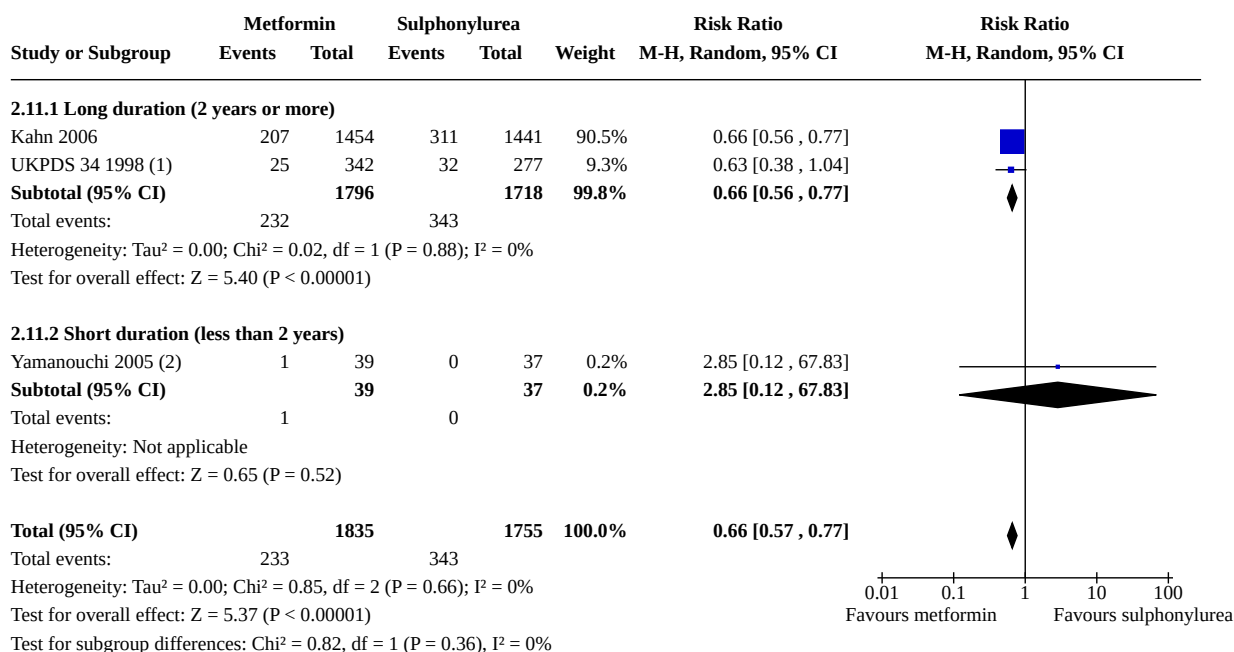 Metformin Sulphonylurea Risk Ratio Risk Ratio
Study or Subgroup Events Total Events Total Weight M-H, Random, 95% CI M-H, Random, 95% CI
2.11.1 Long duration (2 years or more)
Kahn 2006 207 1454 311 1441 90.5% 0.66 [0.56 , 0.77]
UKPDS 34 1998 (1) 25 342 32 277 9.3% 0.63 [0.38 , 1.04]
Subtotal (95% CI) 1796 1718 99.8% 0.66 [0.56 , 0.77]
Total events: 232 343
Heterogeneity: Tau² = 0.00; Chi² = 0.02, df = 1 (P = 0.88); I² = 0%
Test for overall effect: Z = 5.40 (P < 0.00001)
2.11.2 Short duration (less than 2 years)
Yamanouchi 2005 (2) 1 39 0 37 0.2% 2.85 [0.12 , 67.83]
Subtotal (95% CI) 39 37 0.2% 2.85 [0.12 , 67.83]
Total events: 1 0
Heterogeneity: Not applicable
Test for overall effect: Z = 0.65 (P = 0.52)
Total (95% CI) 1835 1755 100.0% 0.66 [0.57 , 0.77]
Total events: 233 343
Heterogeneity: Tau² = 0.00; Chi² = 0.85, df = 2 (P = 0.66); I² = 0%
0.01 0.1 1 10 100
Test for overall effect: Z = 5.37 (P < 0.00001)
Favours metformin Favours sulphonylurea
Test for subgroup differences: Chi² = 0.82, df = 1 (P = 0.36), I² = 0%